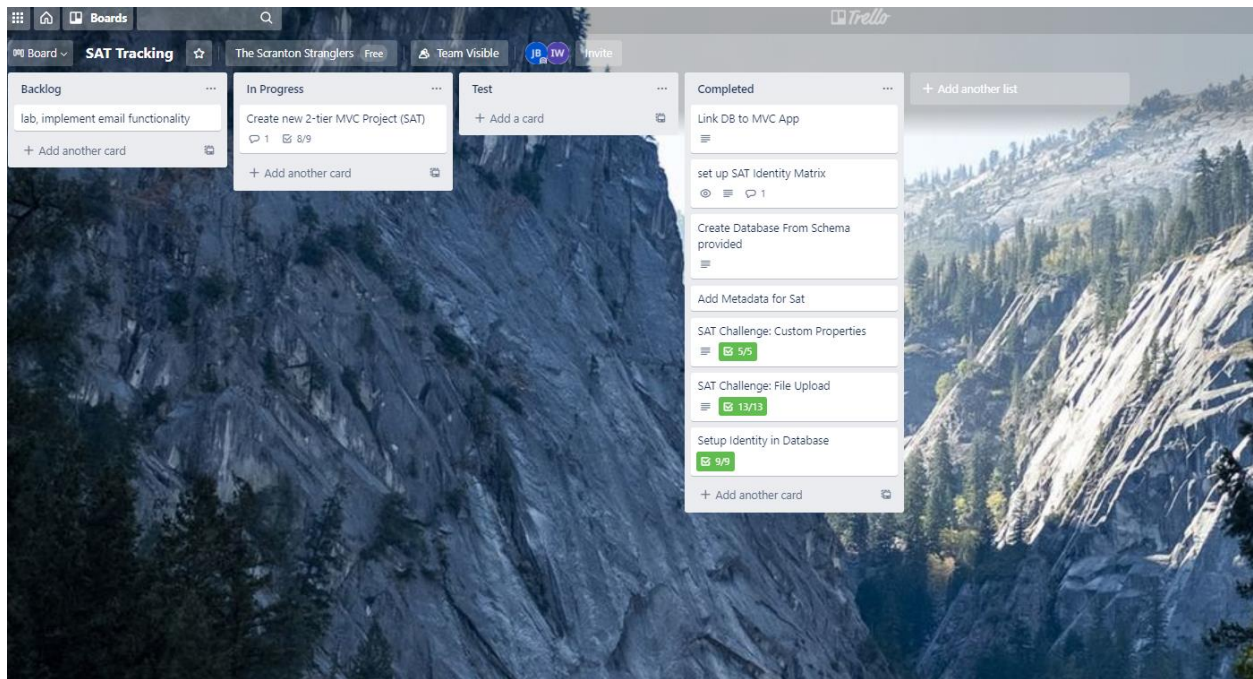 Boards
Trello
Board
SAT Tracking
The Scranton Stranglers Free
Team Visible
JB
IW
Invite
Backlog
lab, implement email functionality
+ Add another card
In Progress
Create new 2-tier MVC Project (SAT)
1
8/9
+ Add another card
Test
+ Add a card
Completed
Link DB to MVC App
set up SAT Identity Matrix
1
Create Database From Schema
provided
Add Metadata for Sat
SAT Challenge: Custom Properties
5/5
SAT Challenge: File Upload
13/13
Setup Identity in Database
9/9
+ Add another card
+ Add another list